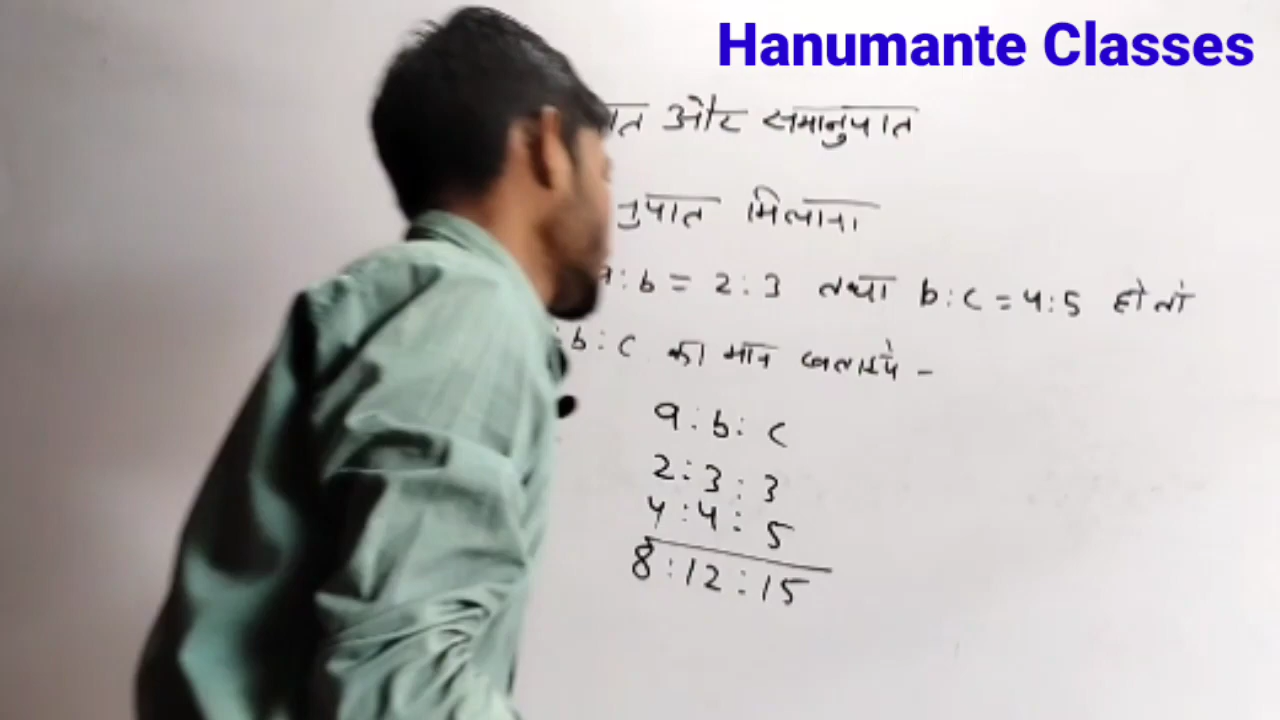 Hanumante Classes
और समानुपात
मिलाना
:b = 2:3 तथा b:c = 4:5 हो तो
b:c का मान बताइये -
a:b:c
2:3:3
4:4:5
8:12:15